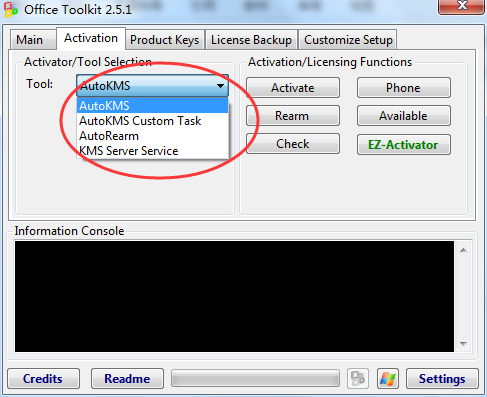 Office Toolkit 2.5.1
Main Activation Product Keys License Backup Customize Setup
Activator/Tool Selection
Tool: AutoKMS
AutoKMS
AutoKMS Custom Task
AutoRearm
KMS Server Service
Activation/Licensing Functions
Activate Phone
Rearm Available
Check EZ-Activator
Information Console
Credits Readme Settings